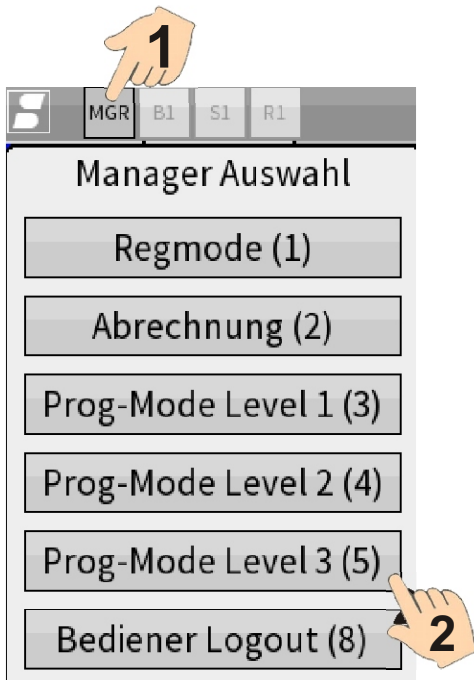 1
MGR B1 S1 R1
Manager Auswahl
Regmode (1)
Abrechnung (2)
Prog-Mode Level 1 (3)
Prog-Mode Level 2 (4)
Prog-Mode Level 3 (5)
Bediener Logout (8)
2